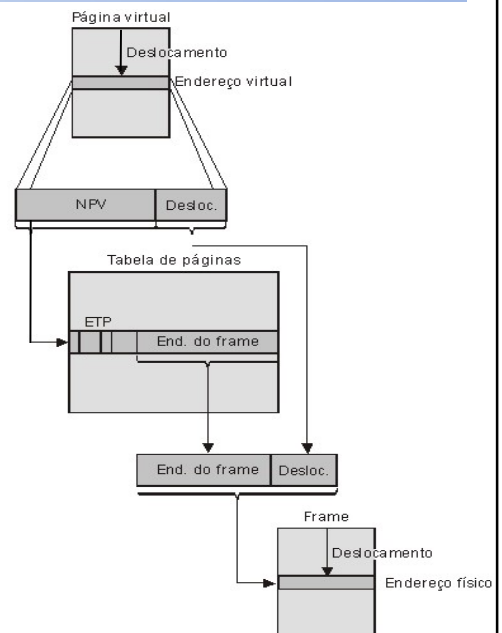 Página virtual
Deslocamento
Endereço virtual
NPV
Desloc.
Tabela de páginas
ETP
End. do frame
End. do frame
Desloc.
Frame
Deslocamento
Endereço físico